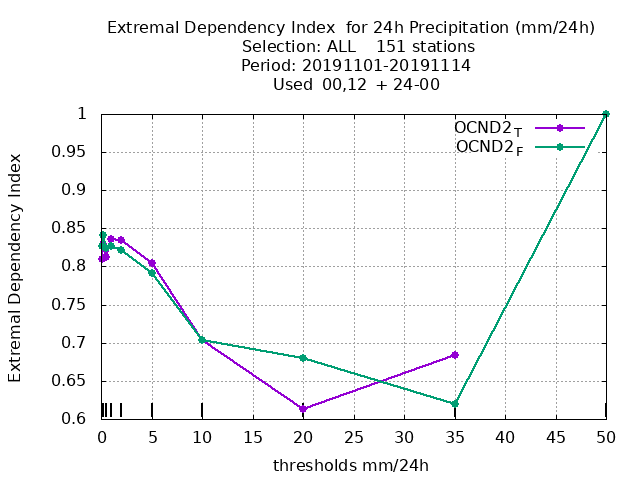 Extremal Dependency Index  for 24h Precipitation (mm/24h)
Selection: ALL    151 stations
Period: 20191101-20191114
Used  00,12  + 24-00
OCND2T
OCND2F
1
0.95
0.9
0.85
0.8
0.75
0.7
0.65
0.6
Extremal Dependency Index
0 5 10 15 20 25 30 35 40 45 50
thresholds mm/24h